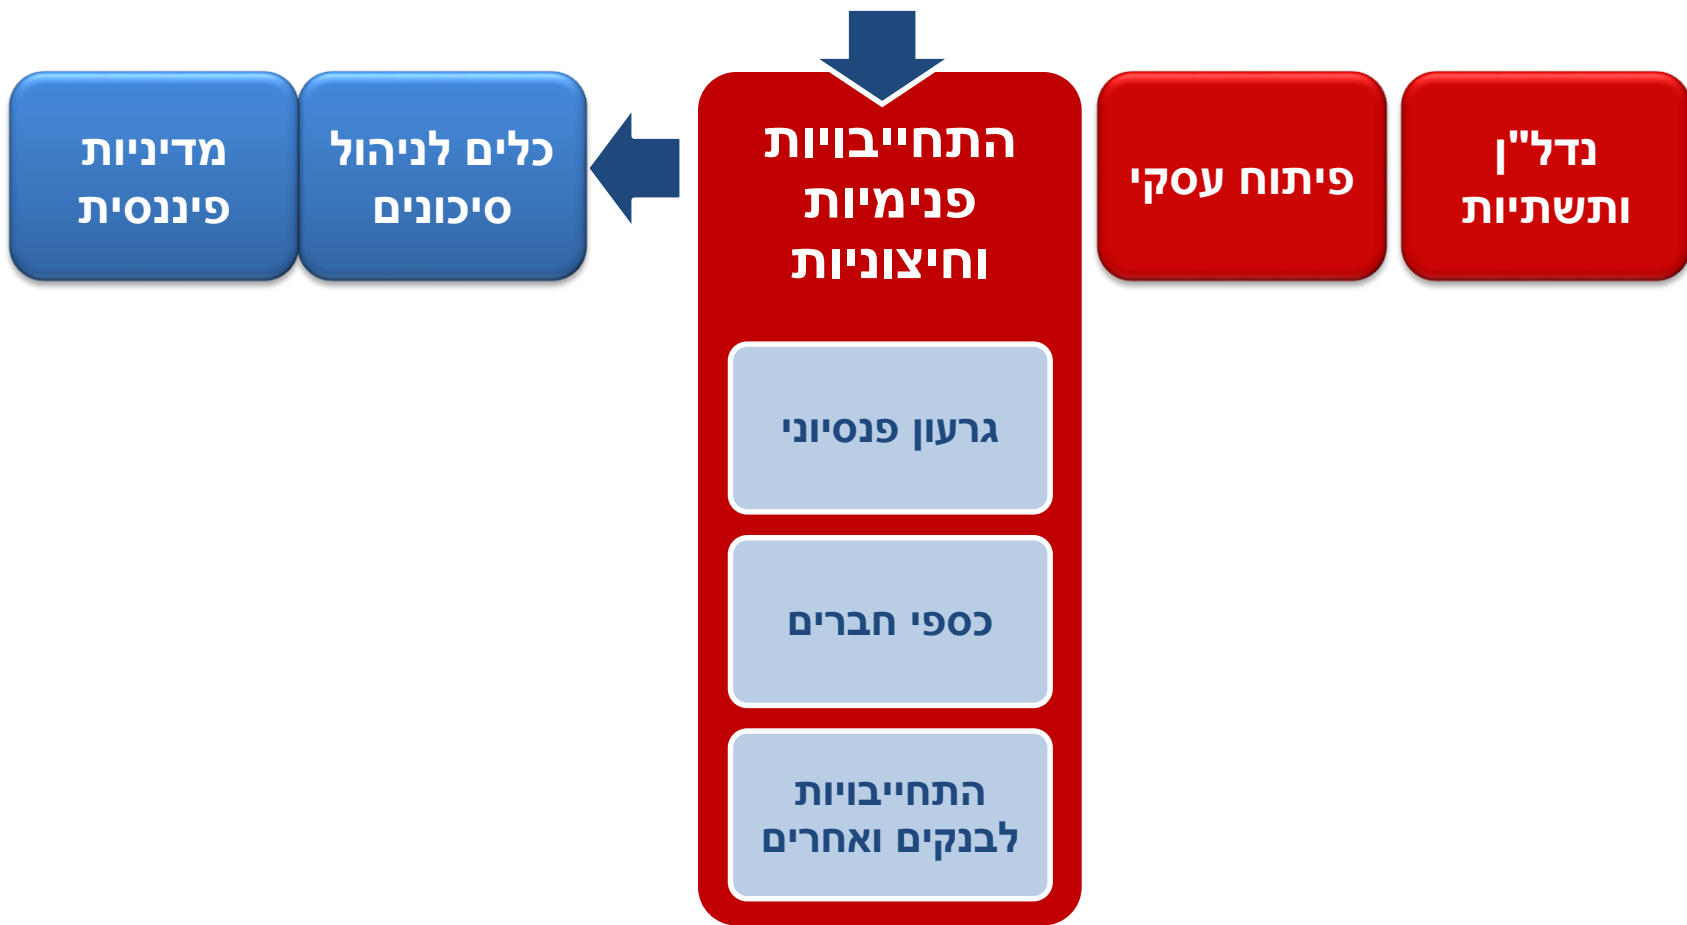 נדל"ן
ותשתיות
פיתוח עסקי
התחייבויות
פנימיות
וחיצוניות
גרעון פנסיוני
כספי חברים
התחייבויות
לבנקים ואחרים
כלים לניהול
סיכונים
מדיניות
פיננסית